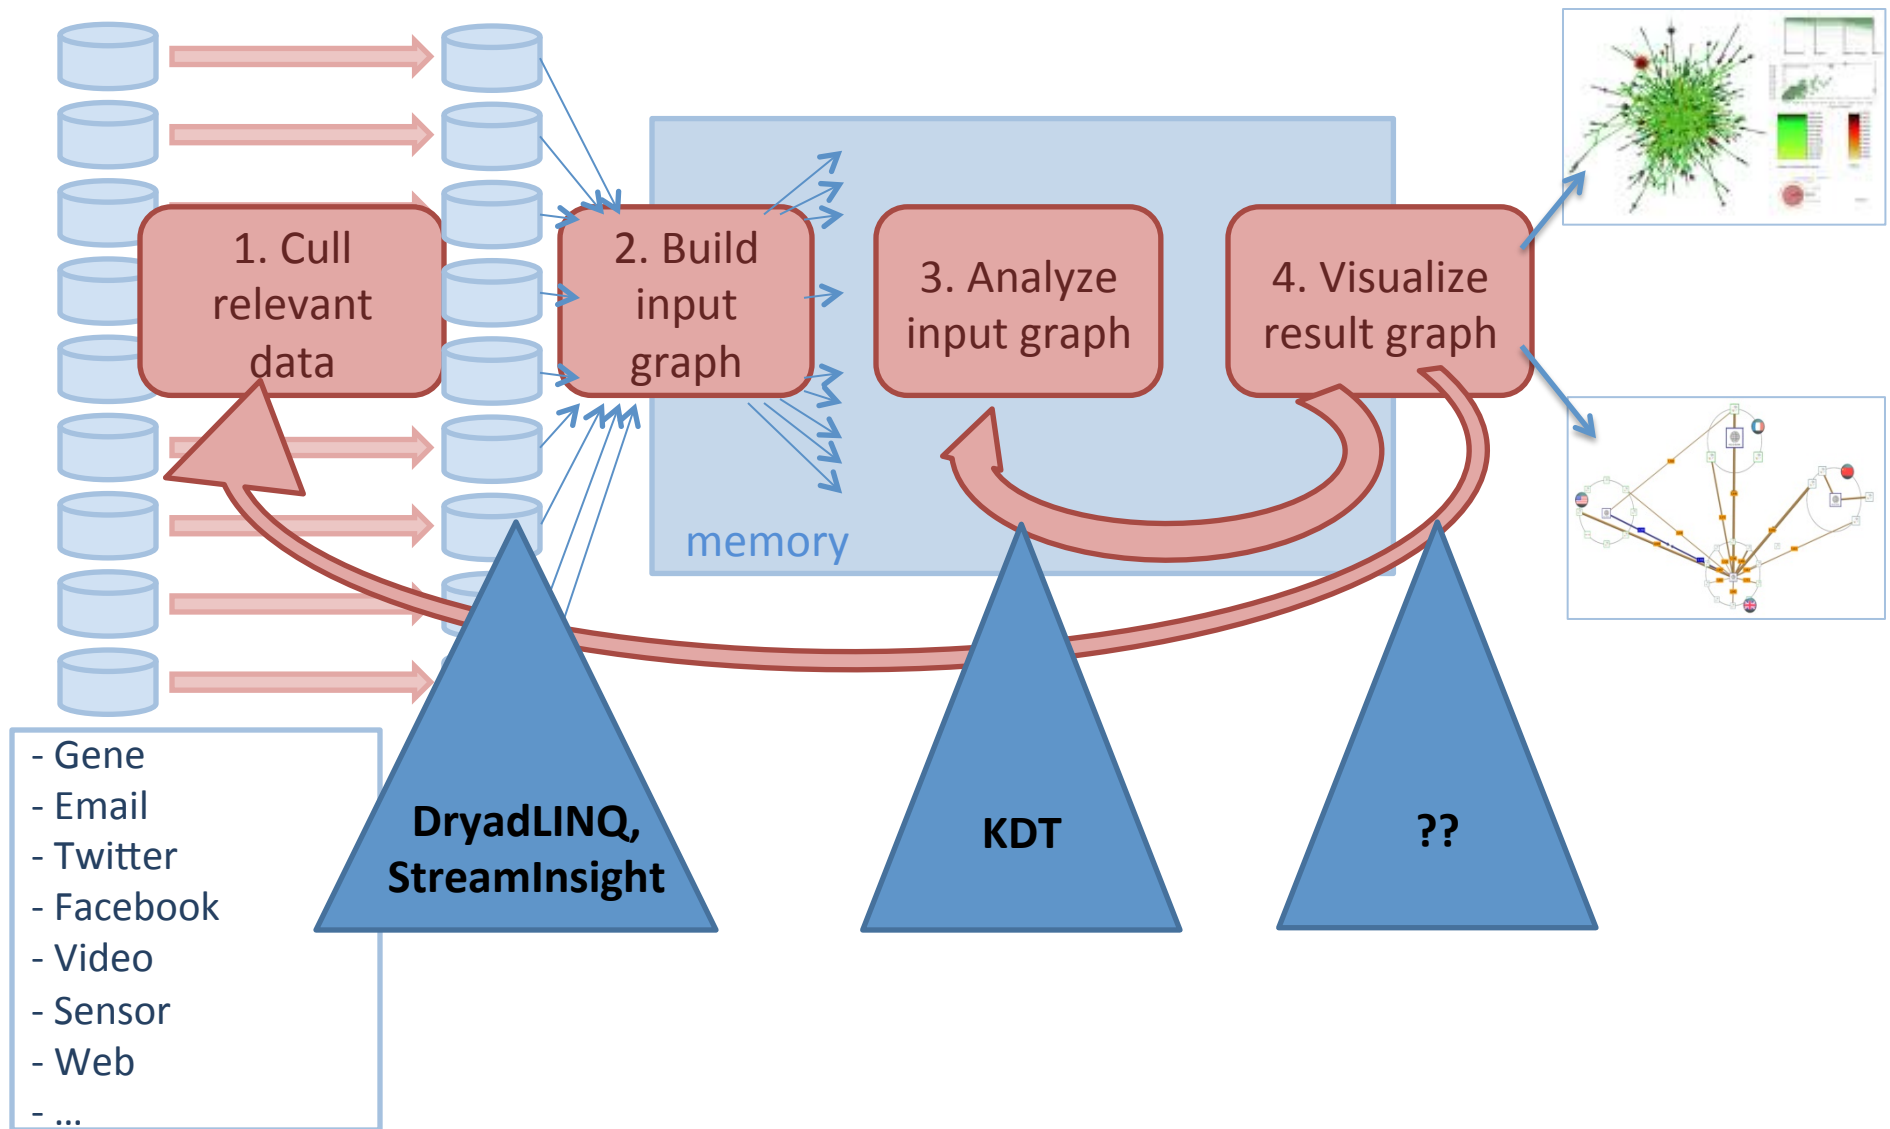 1. Cull
relevant
data
2. Build
input
graph
3. Analyze
input graph
4. Visualize
result graph
memory
- Gene
- Email
- Twitter
- Facebook
- Video
- Sensor
- Web
- ...
DryadLINQ,
StreamInsight
KDT
??